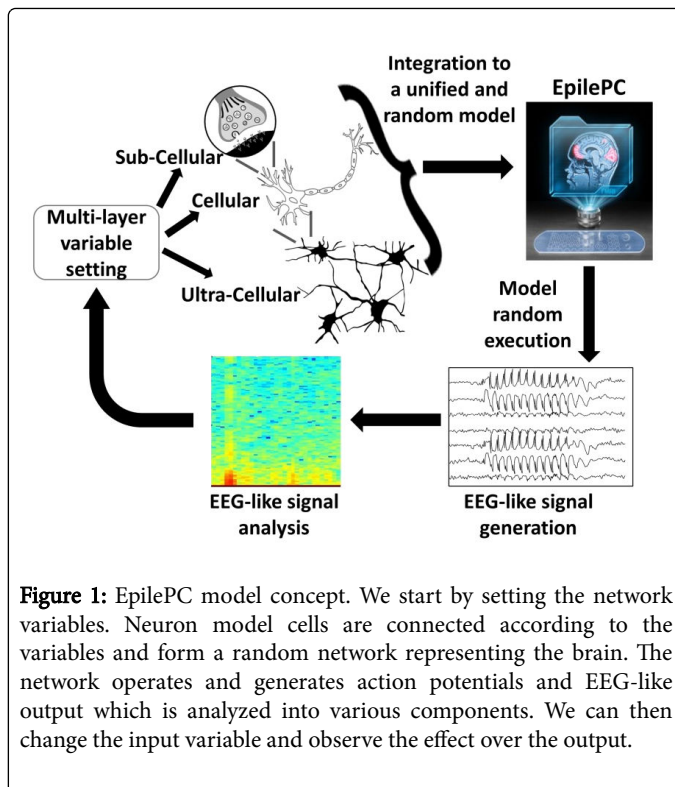 Integration to
a unified and
random model
EpilePC
Sub-Cellular
Cellular
Multi-layer
variable
setting
Ultra-Cellular
Model
random
execution
EEG-like signal
analysis
EEG-like signal
generation
Figure 1: EpilePC model concept. We start by setting the network
variables. Neuron model cells are connected according to the
variables and form a random network representing the brain. The
network operates and generates action potentials and EEG-like
output which is analyzed into various components. We can then
change the input variable and observe the effect over the output.